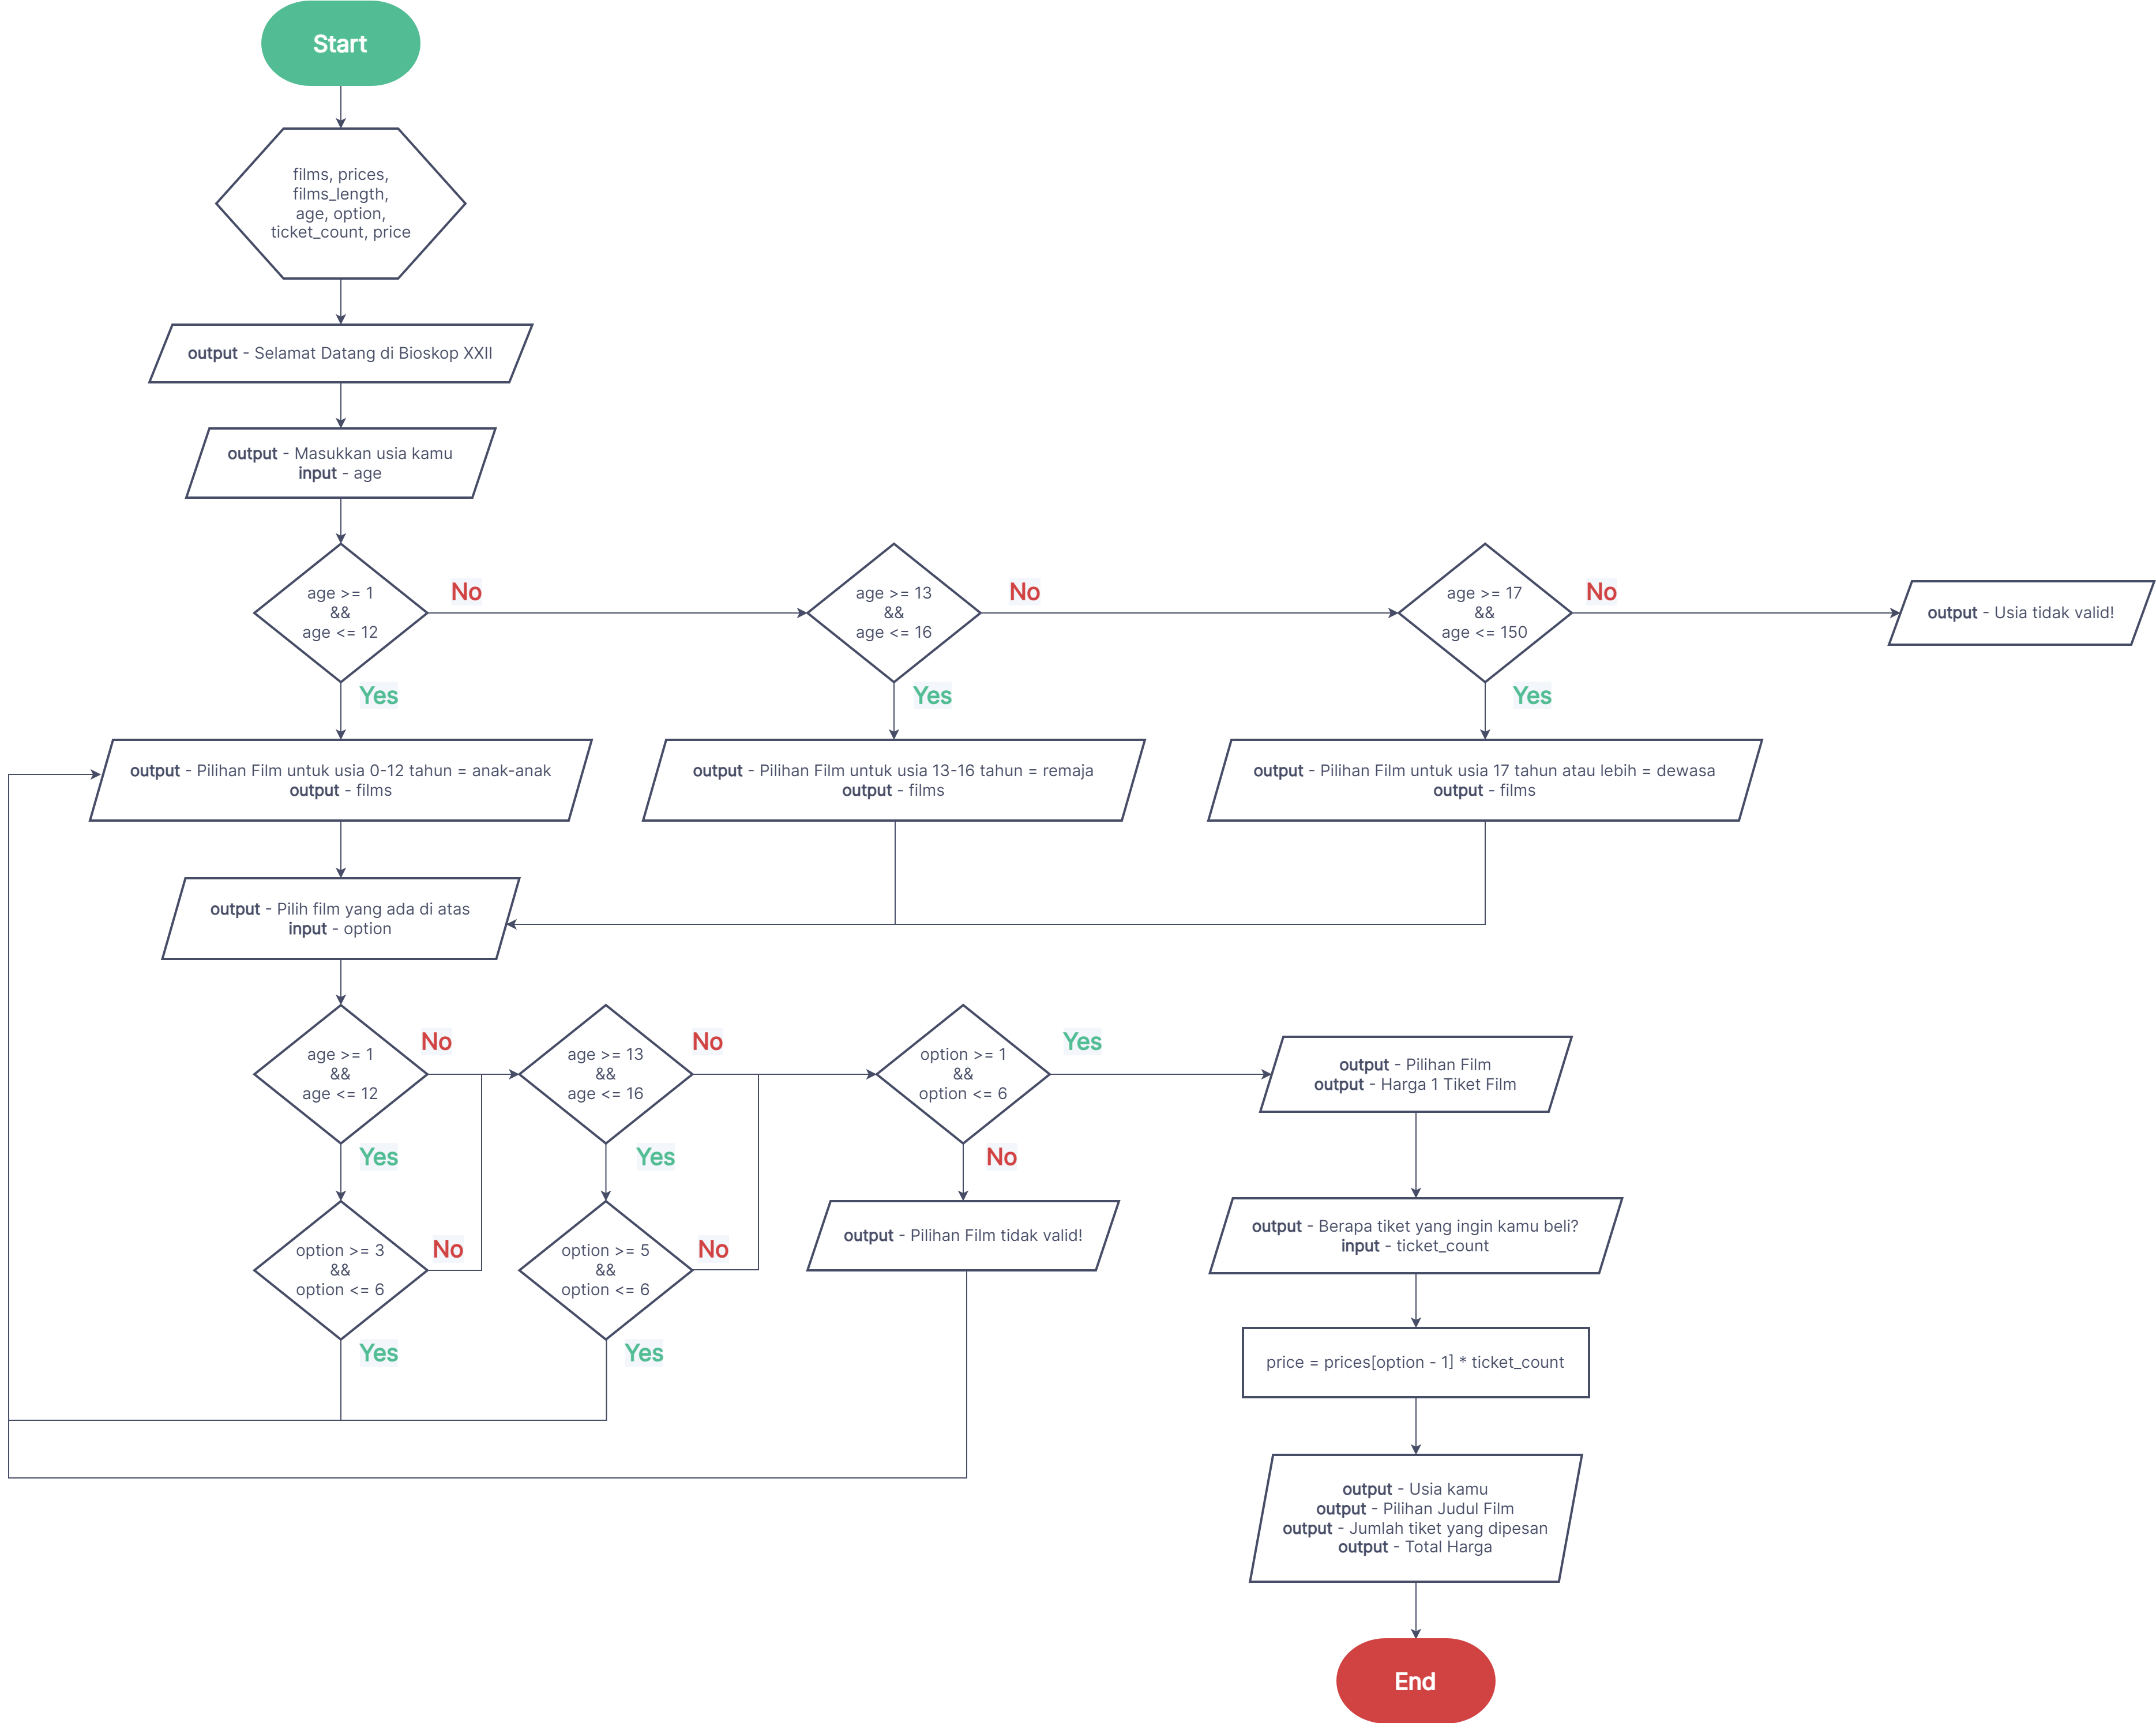 Start
films, prices,
films_length,
age, option,
ticket_count, price
output - Selamat Datang di Bioskop XXII
output - Masukkan usia kamu
input - age
age >= 1
&&
age <= 12
No
age >= 13
&&
age <= 16
No
age >= 17
&&
age <= 150
No
output - Usia tidak valid!
Yes
Yes
Yes
output - Pilihan Film untuk usia 0-12 tahun = anak-anak
output - films
output - Pilihan Film untuk usia 13-16 tahun = remaja
output - films
output - Pilihan Film untuk usia 17 tahun atau lebih = dewasa
output - films
output - Pilih film yang ada di atas
input - option
age >= 1
&&
age <= 12
No
age >= 13
&&
age <= 16
No
option >= 1
&&
option <= 6
Yes
output - Pilihan Film
output - Harga 1 Tiket Film
Yes
Yes
No
option >= 3
&&
option <= 6
No
option >= 5
&&
option <= 6
No
output - Pilihan Film tidak valid!
output - Berapa tiket yang ingin kamu beli?
input - ticket_count
Yes
Yes
price = prices[option - 1] * ticket_count
output - Usia kamu
output - Pilihan Judul Film
output - Jumlah tiket yang dipesan
output - Total Harga
End